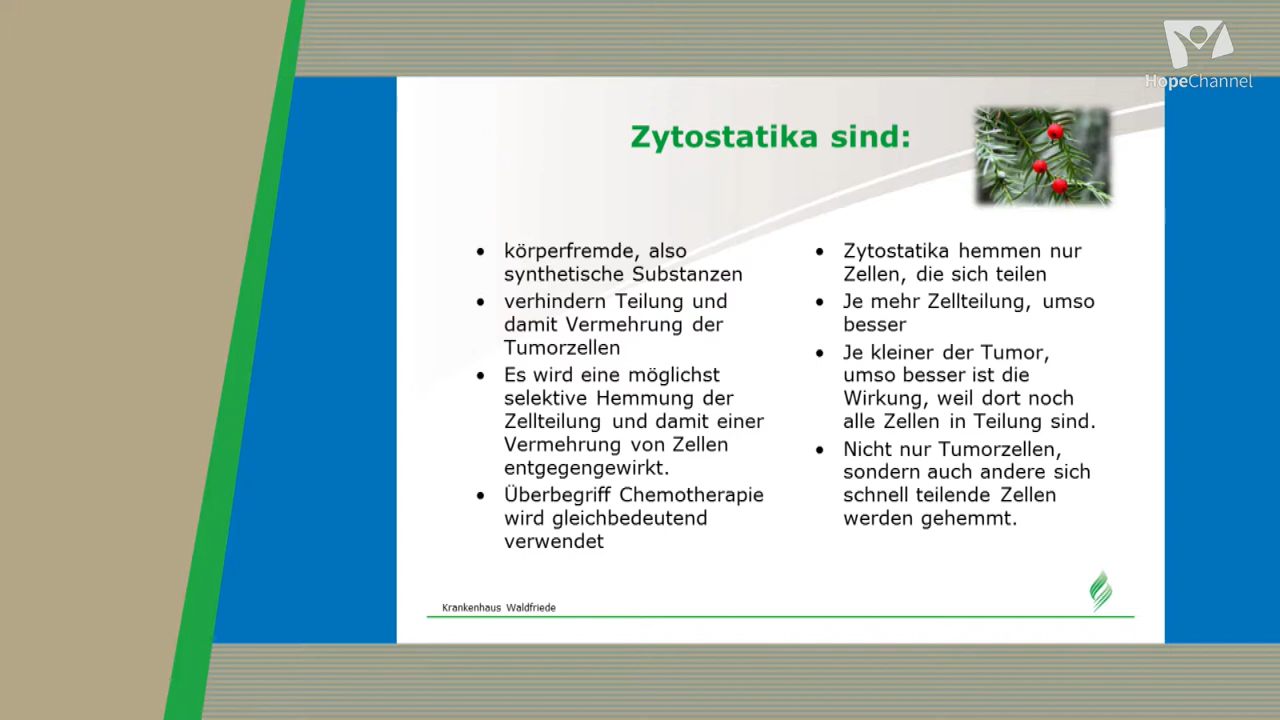 HopeChannel
Zytostatika sind:
• körperfremde, also
synthetische Substanzen
• verhindern Teilung und
damit Vermehrung der
Tumorzellen
• Es wird eine möglichst
selektive Hemmung der
Zellteilung und damit einer
Vermehrung von Zellen
entgegengewirkt.
• Überbegriff Chemotherapie
wird gleichbedeutend
verwendet
• Zytostatika hemmen nur
Zellen, die sich teilen
• Je mehr Zellteilung, umso
besser
• Je kleiner der Tumor,
umso besser ist die
Wirkung, weil dort noch
alle Zellen in Teilung sind.
• Nicht nur Tumorzellen,
sondern auch andere sich
schnell teilende Zellen
werden gehemmt.
Krankenhaus Waldfriede